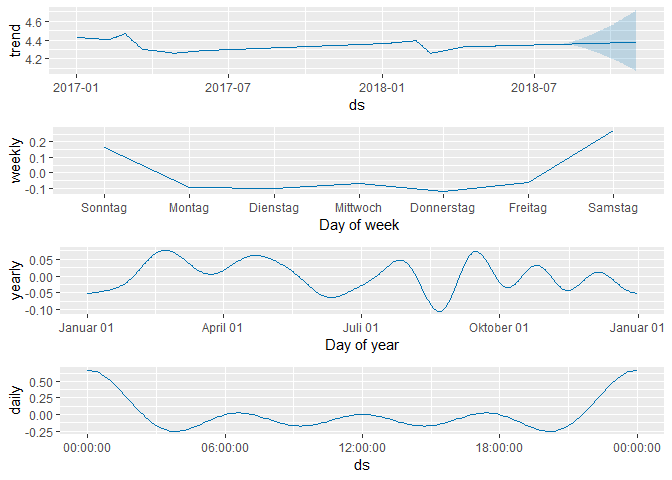 trend
4.6
4.4
4.2
2017-01 2017-07 2018-01 2018-07
ds
weekly
0.2
0.1
0.0
-0.1
Sonntag Montag Dienstag Mittwoch Donnerstag Freitag Samstag
Day of week
yearly
0.05
0.00
-0.05
-0.10
Januar 01 April 01 Juli 01 Oktober 01 Januar 01
Day of year
daily
0.50
0.25
0.00
-0.25
00:00:00 06:00:00 12:00:00 18:00:00 00:00:00
ds